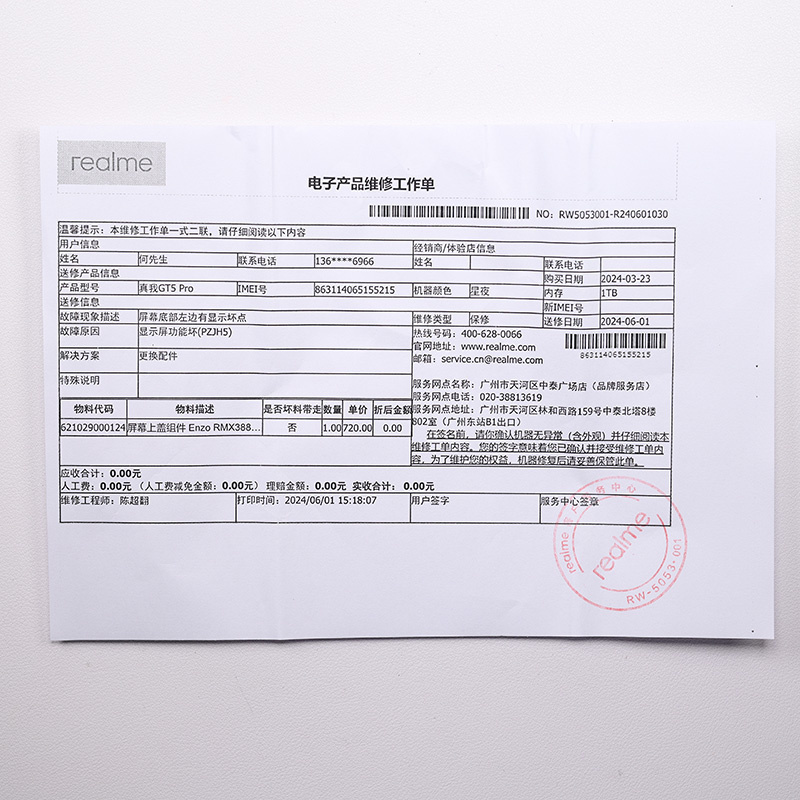 realme
电子产品维修工作单
NO: RW5053001-R240601030
温馨提示：本维修工作单一式二联，请仔细阅读以下内容
用户信息 经销商/体验店信息
姓名 何先生 联系电话 136****6966 姓名 联系电话
送修产品信息 购买日期 2024-03-23
产品型号 真我GT5 Pro IMEI号 863114065155215 机器颜色 星夜 内存 1TB
送修信息 新IMEI号
故障现象描述 屏幕底部左边有显示坏点 维修类型 保修 送修日期 2024-06-01
故障原因 显示屏功能坏(PZJH5) 热线号码：400-628-0066
官网地址：www.realme.com
解决方案 更换配件 邮箱：service.cn@realme.com
863114065155215
特殊说明
服务网点名称：广州市天河区中泰广场店（品牌服务店）
服务网点电话：020-38813619
物料代码 物料描述 是否坏料带走 数量 单价 折后金额
服务网点地址：广州市天河区林和西路159号中泰北塔8楼
802室（广州东站B1出口）
621029000124 屏幕上盖组件 Enzo RMX388... 否 1.00 720.00 0.00
在签名前，请你确认机器无异常（含外观）并仔细阅读本
维修工单内容。您的签字意味着您已确认并接受维修工单内
容，为了维护您的权益，机器修复后请妥善保管此单。
应收合计：0.00元
人工费：0.00元（人工费减免金额：0.00元） 理赔金额：0.00元 实收合计： 0.00元
维修工程师：陈超翻 打印时间：2024/06/01 15:18:07 用户签字 服务中心签章
realme
realme
RW-5053-001